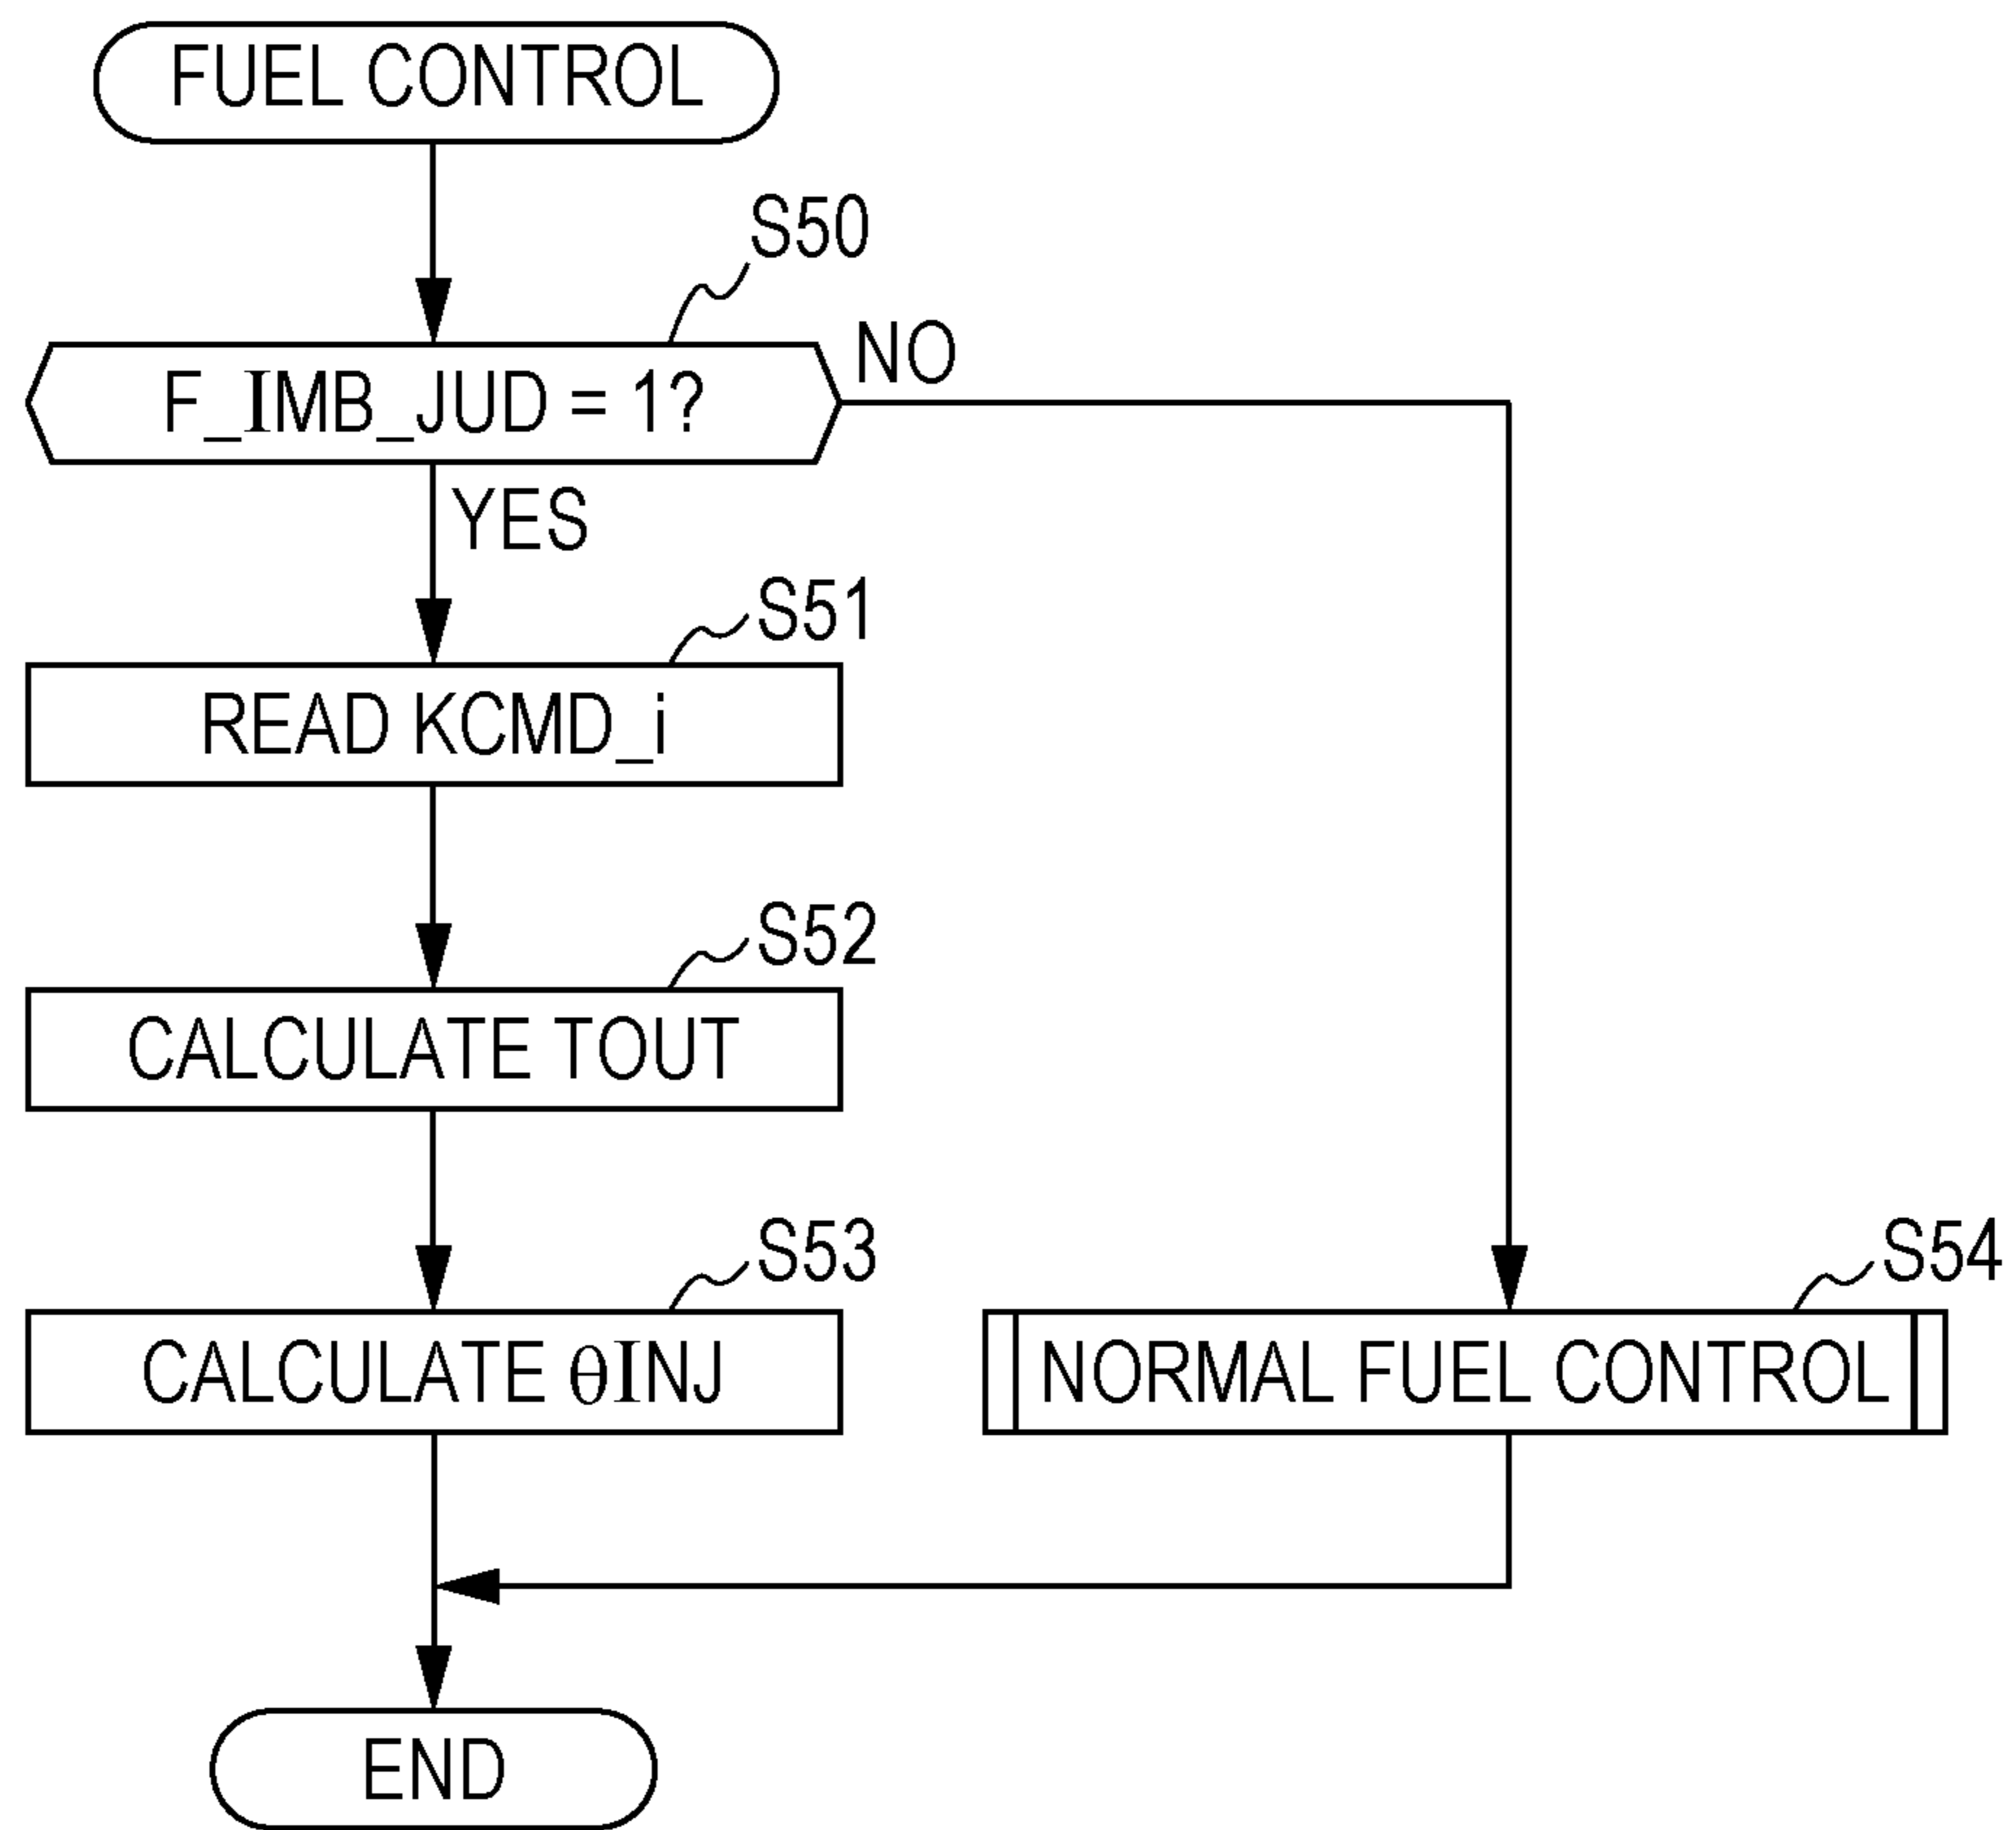 FUEL CONTROL
S50
F_IMB_JUD = 1?
NO
YES
S51
READ KCMD_i
S52
CALCULATE TOUT
S53
CALCULATE θINJ
S54
NORMAL FUEL CONTROL
END